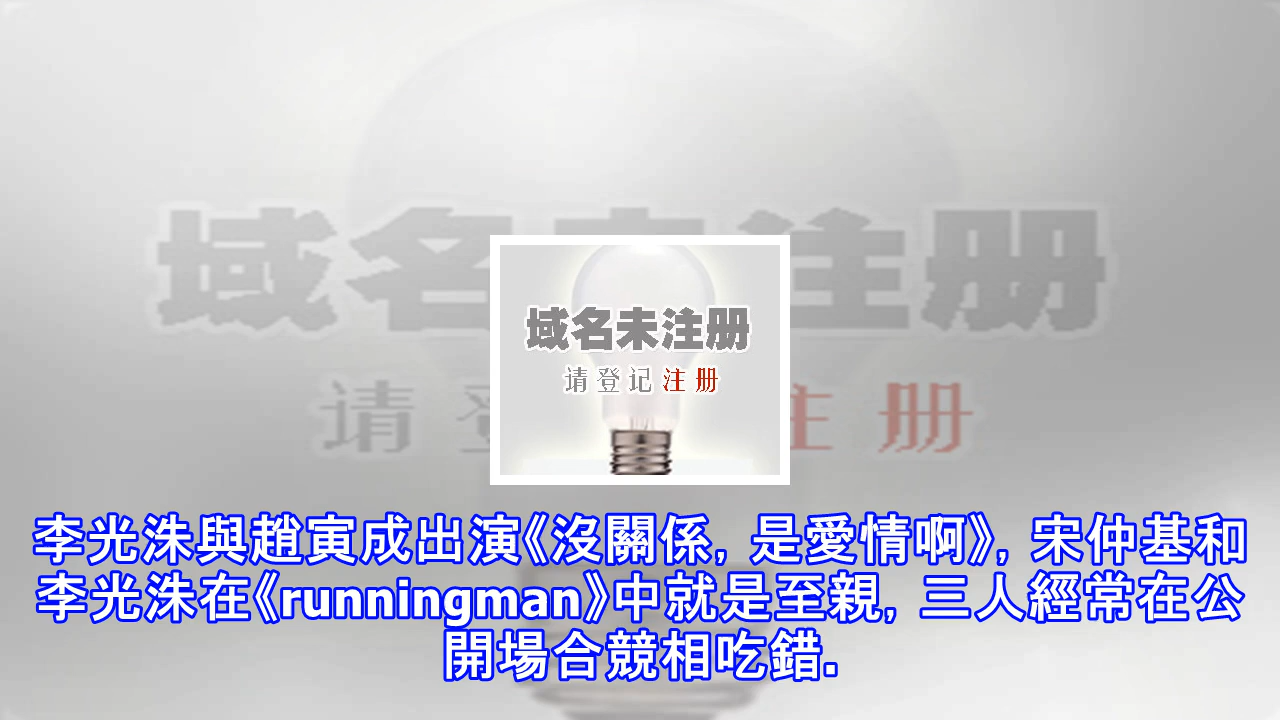 域名未注册
请登记注册
李光洙與趙寅成出演《沒關係, 是愛情啊》, 宋仲基和
李光洙在《runningman》中就是至親, 三人經常在公
開場合競相吃錯.